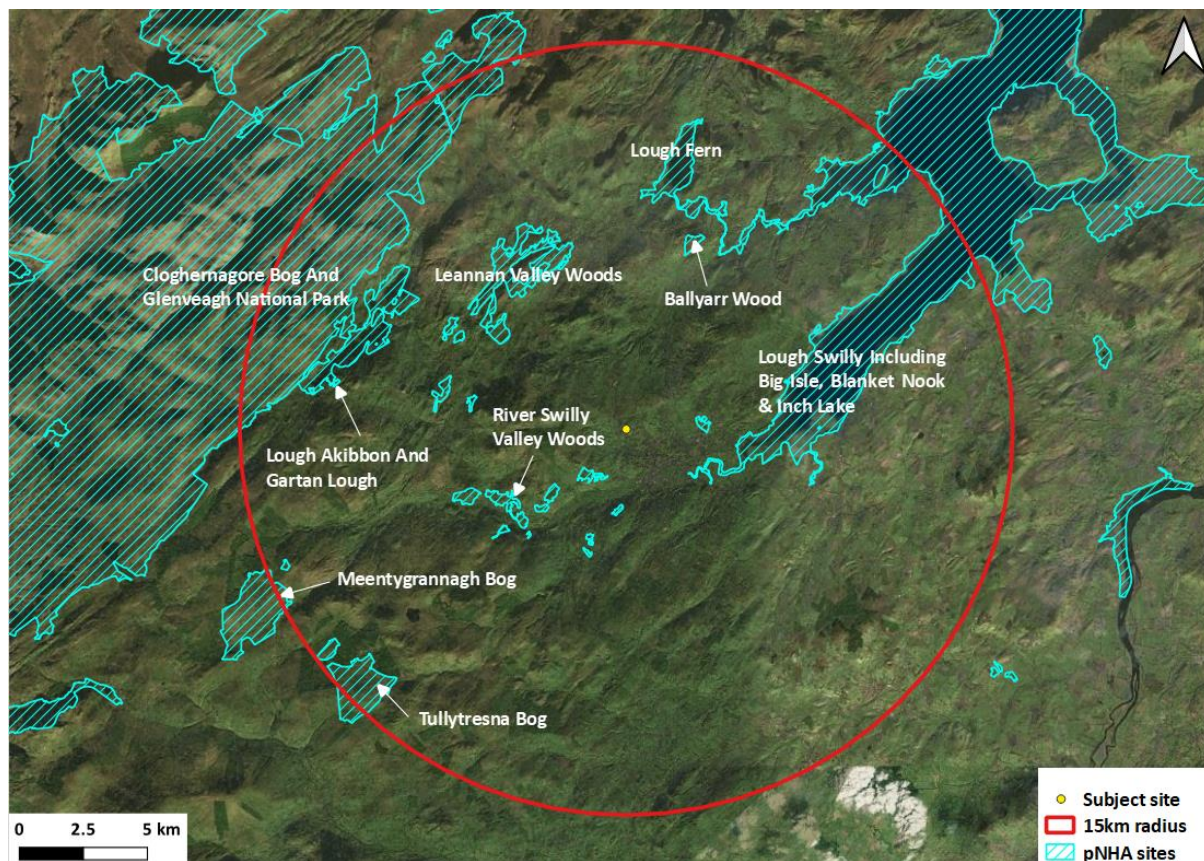 Lough Fern
Cloghernagore Bog And
Glenveagh National Park
Leannan Valley Woods
Ballyarr Wood
Lough Swilly Including
Big Isle, Blanket Nook
& Inch Lake
River Swilly
Valley Woods
Lough Akibbon And
Gartan Lough
Meentygrannagh Bog
Tullytresna Bog
0 2.5 5 km
Subject site
15km radius
pNHA sites